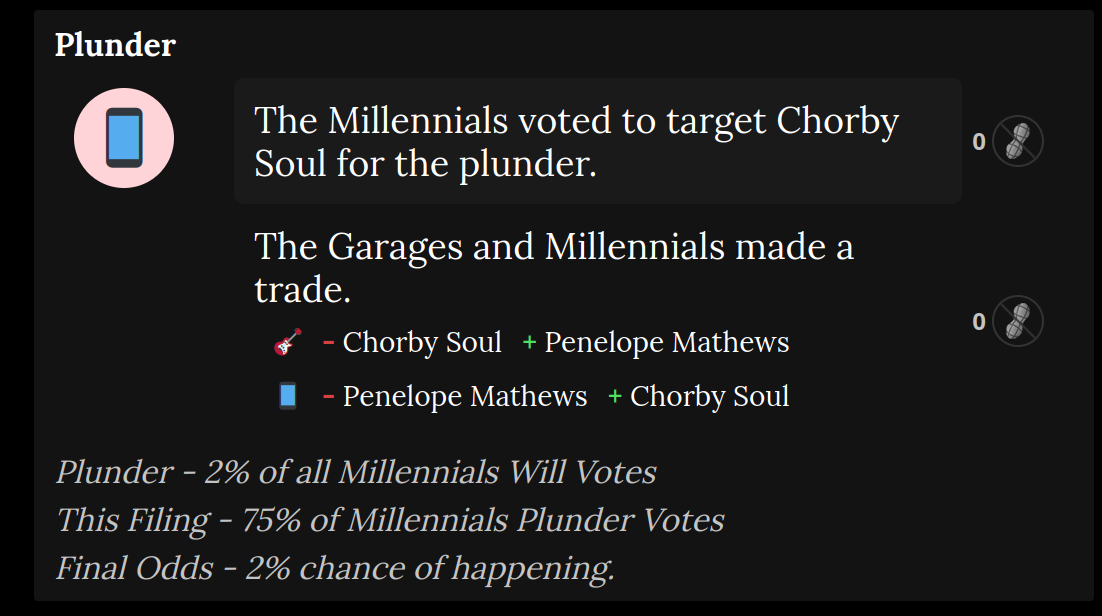 Plunder
The Millennials voted to target Chorby
Soul for the plunder.
0
The Garages and Millennials made a
trade.
0
- Chorby Soul + Penelope Mathews
- Penelope Mathews + Chorby Soul
Plunder - 2% of all Millennials Will Votes
This Filing - 75% of Millennials Plunder Votes
Final Odds - 2% chance of happening.